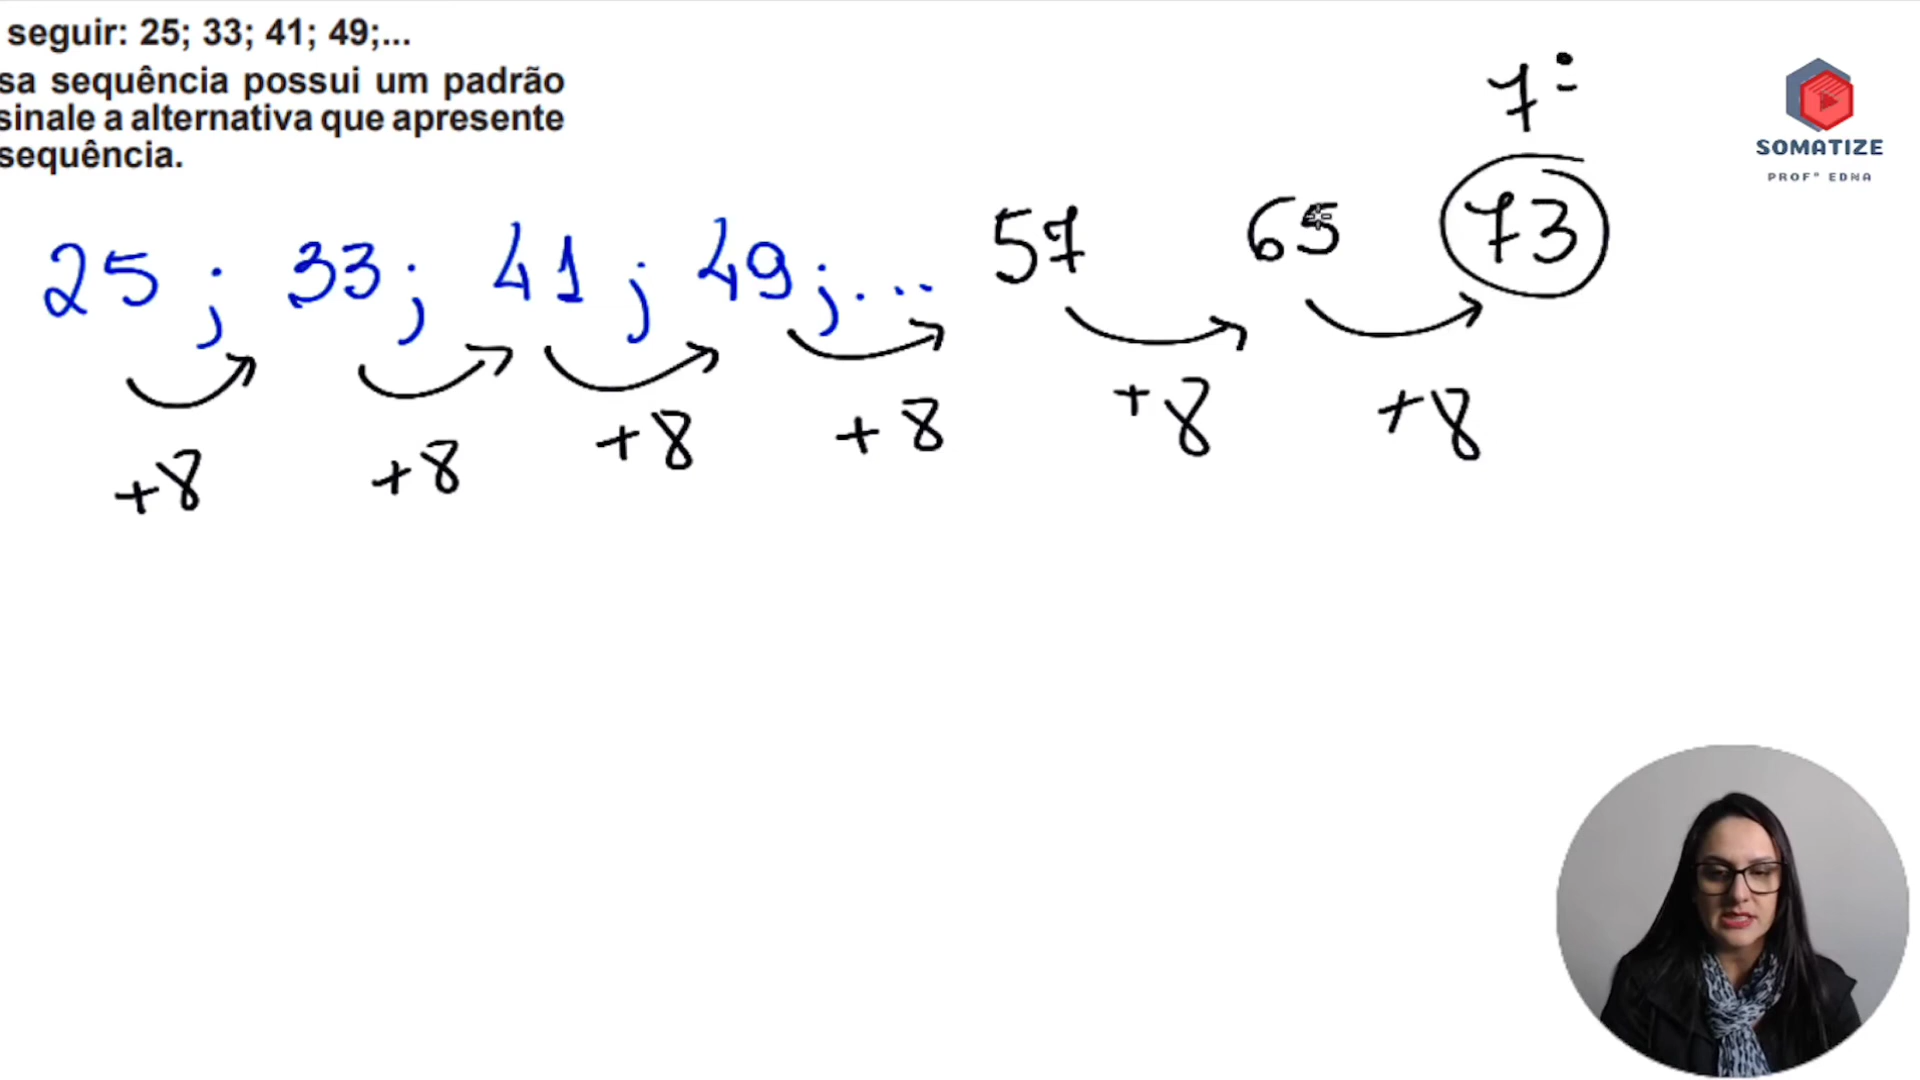 seguir: 25; 33; 41; 49;...
sa sequência possui um padrão
sinale a alternativa que apresente
sequência.
7º
SOMATIZE
PROFª EDNA
25; 33; 41; 49;... 57 65 73
+8 +8 +8 +8 +8 +8